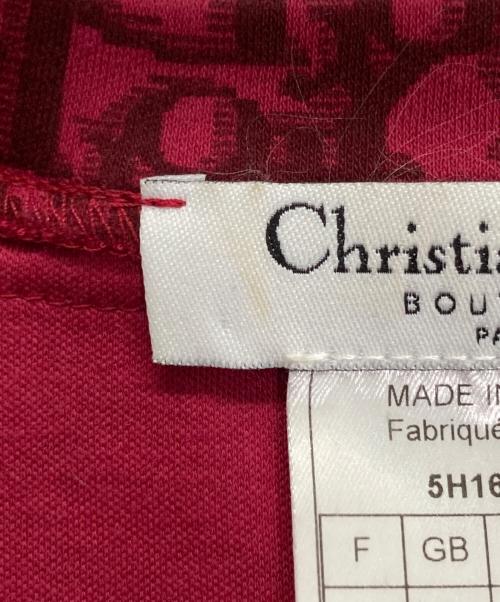 Christia
BOU
PA
MADE IN
Fabriqué
5H16
F GB